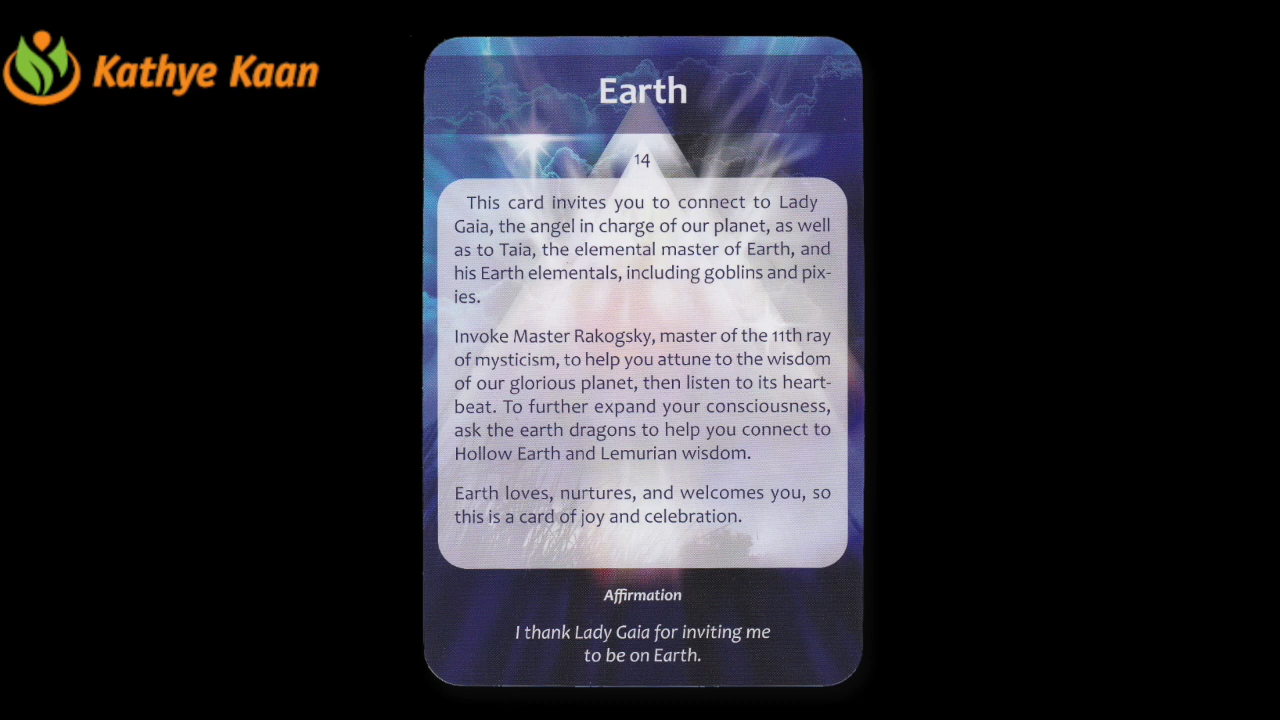 Kathye Kaan
Earth
14
This card invites you to connect to Lady
Gaia, the angel in charge of our planet, as well
as to Taia, the elemental master of Earth, and
his Earth elementals, including goblins and pix-
ies.
Invoke Master Rakogsky, master of the 11th ray
of mysticism, to help you attune to the wisdom
of our glorious planet, then listen to its heart-
beat. To further expand your consciousness,
ask the earth dragons to help you connect to
Hollow Earth and Lemurian wisdom.
Earth loves, nurtures, and welcomes you, so
this is a card of joy and celebration.
Affirmation
I thank Lady Gaia for inviting me
to be on Earth.